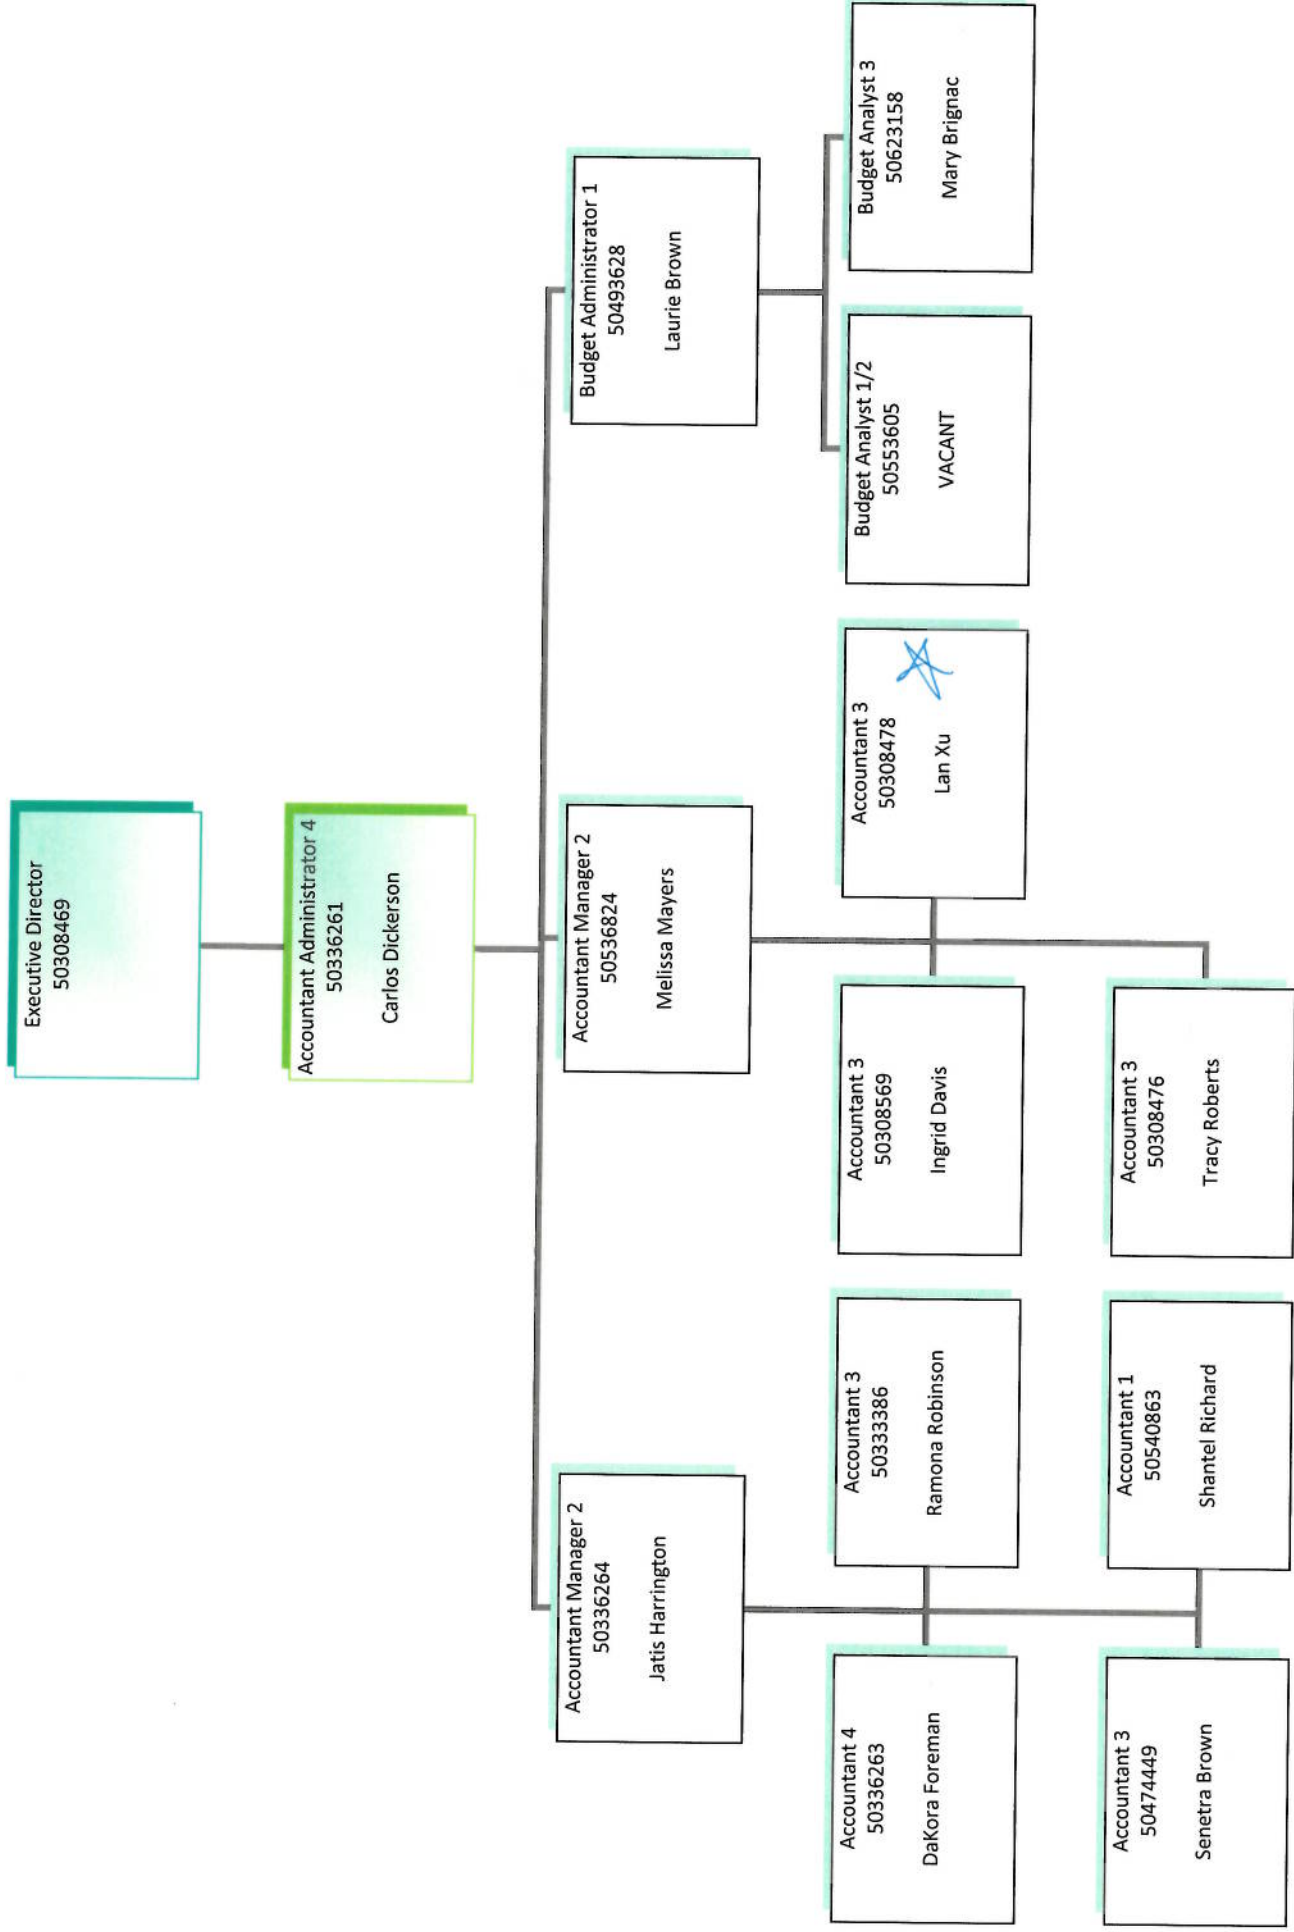 Executive Director
50308469
Accountant Administrator 4
50336261
Carlos Dickerson
Accountant Manager 2
50336264
Jatis Harrington
Accountant Manager 2
50536824
Melissa Mayers
Budget Administrator 1
50493628
Laurie Brown
Accountant 4
50336263
DaKora Foreman
Accountant 3
50333386
Ramona Robinson
Accountant 3
50308569
Ingrid Davis
Accountant 3
50308478
Lan Xu
Budget Analyst 1/2
50553605
VACANT
Budget Analyst 3
50623158
Mary Brignac
Accountant 3
50474449
Senetra Brown
Accountant 1
50540863
Shantel Richard
Accountant 3
50308476
Tracy Roberts